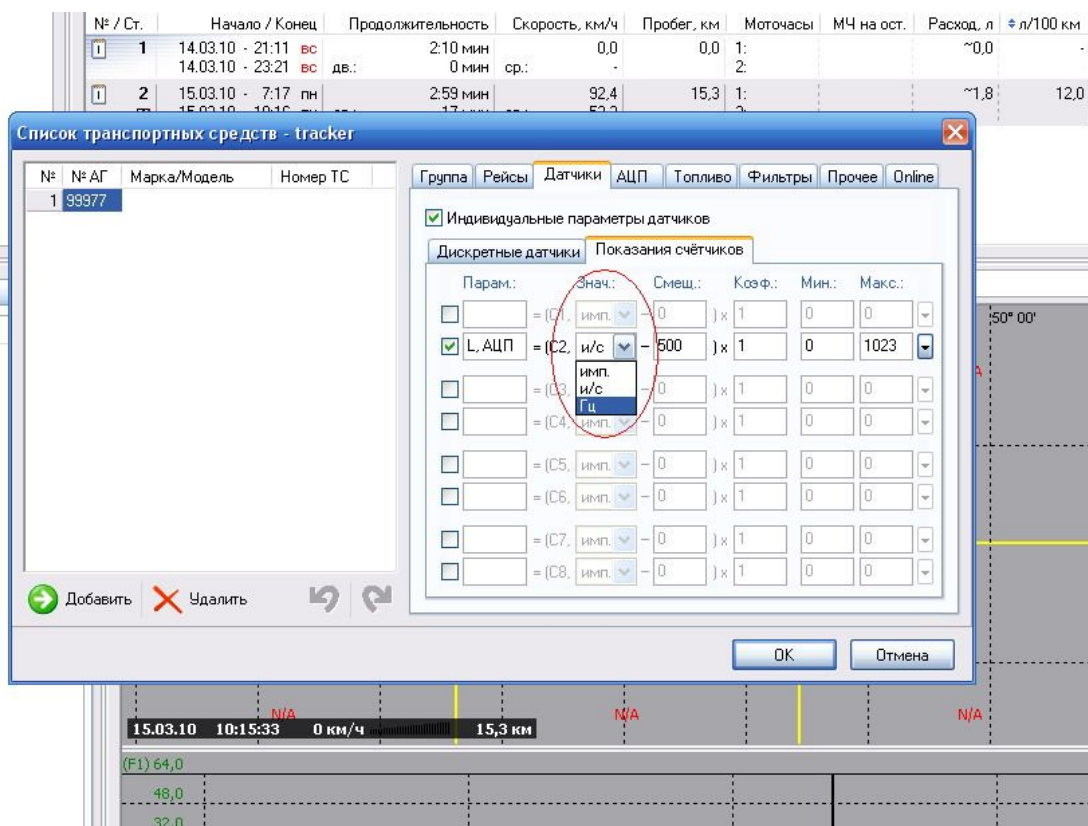 № / Ст. Начало / Конец Продолжительность Скорость, км/ч Пробег, км Моточасы МЧ на ост. Расход, л л/100 км
1 14.03.10 - 21:11 вс 2:10 мин 0,0 0,0 1: ~0,0 -
14.03.10 - 23:21 вс дв.: 0 мин ср.: - 2:
2 15.03.10 - 7:17 пн 2:59 мин 92,4 15,3 1: ~1,8 12,0
Список транспортных средств - tracker
№ № АГ Марка/Модель Номер ТС
1 99977
Группа Рейсы Датчики АЦП Топливо Фильтры Прочее Online
Индивидуальные параметры датчиков
Дискретные датчики Показания счётчиков
Парам.: Знач.: Смещ.: Коэф.: Мин.: Макс.:
= (C1, имп. - 0 ) x 1 0 0
L, АЦП = (C2, и/с - 500 ) x 1 0 1023
имп.
и/с
Гц
= (C3, - 0 ) x 1 0 0
= (C4, имп. - 0 ) x 1 0 0
= (C5, имп. - 0 ) x 1 0 0
= (C6, имп. - 0 ) x 1 0 0
= (C7, имп. - 0 ) x 1 0 0
= (C8, имп. - 0 ) x 1 0 0
Добавить Удалить
OK Отмена
50° 00'
N/A N/A N/A
15.03.10 10:15:33 0 км/ч 15,3 км
(F1) 64,0
48,0
32,0